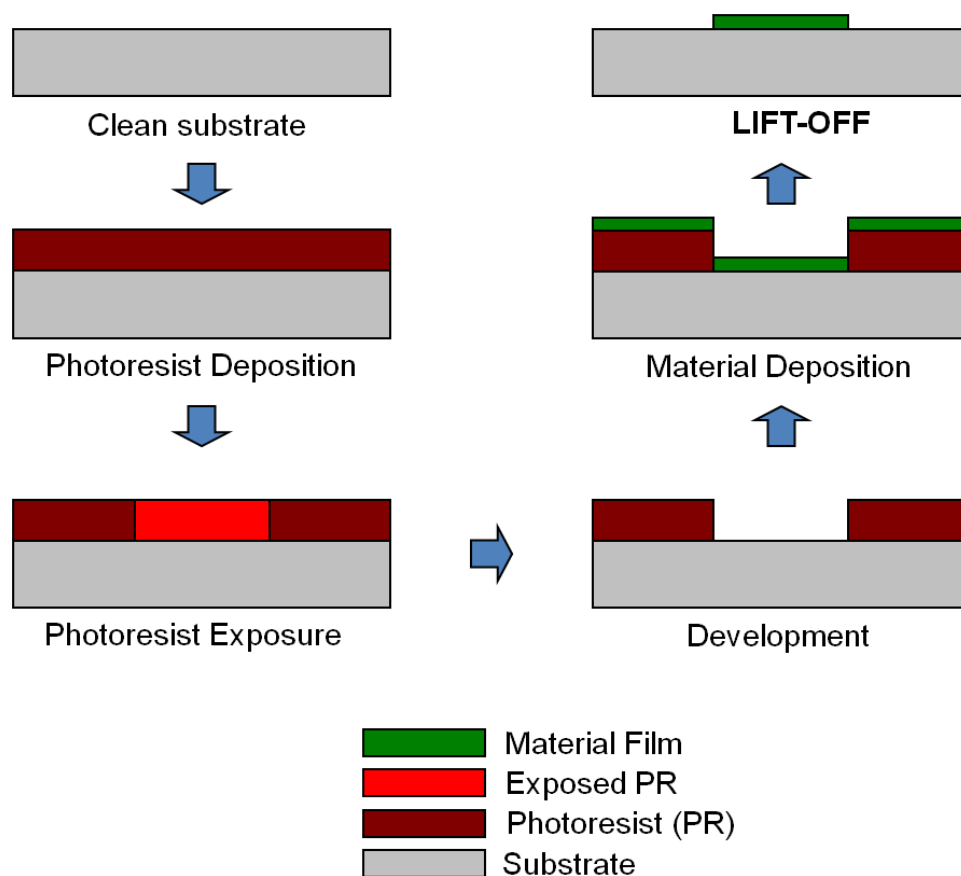 Clean substrate
Photoresist Deposition
Photoresist Exposure
Development
Material Deposition
LIFT-OFF
Material Film
Exposed PR
Photoresist (PR)
Substrate